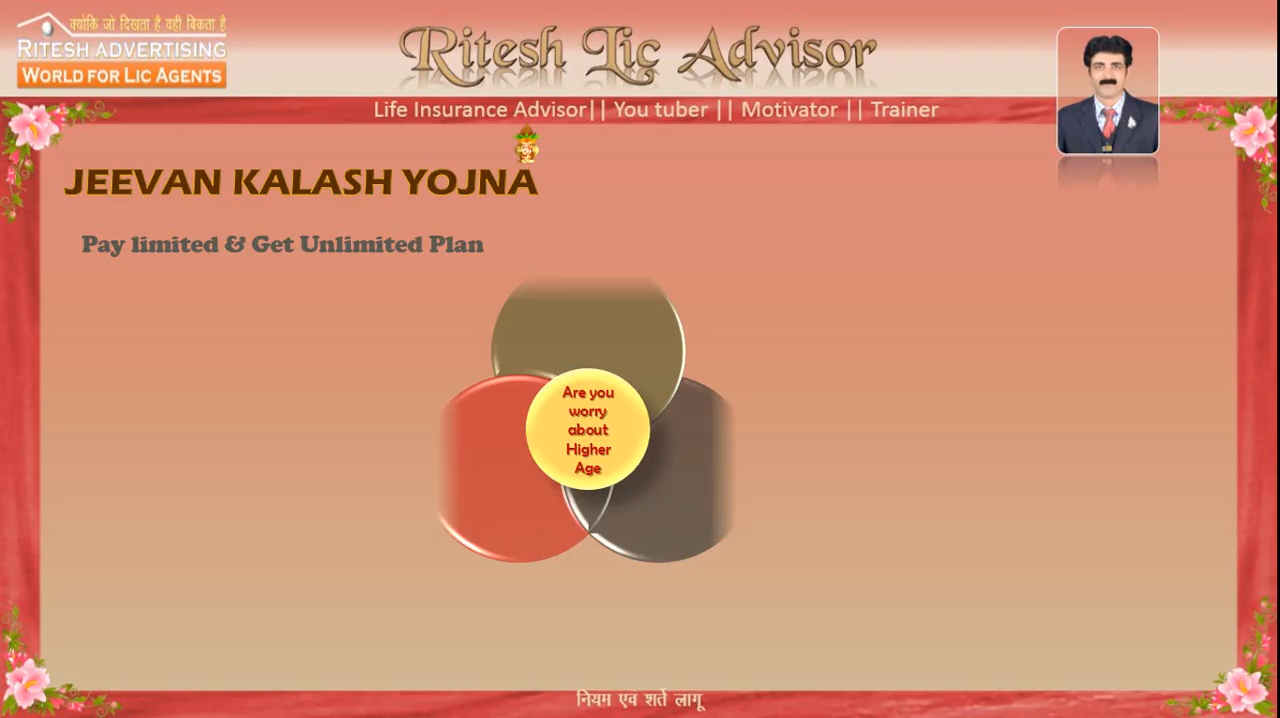 क्योकि जो दिखता है वही बिकता है
RITESH ADVERTISING
WORLD FOR LIC AGENTS
Ritesh Lic Advisor
Life Insurance Advisor|| You tuber || Motivator || Trainer
JEEVAN KALASH YOJNA
Pay limited & Get Unlimited Plan
Are you
worry
about
Higher
Age
नियम एवं शर्ते लागू